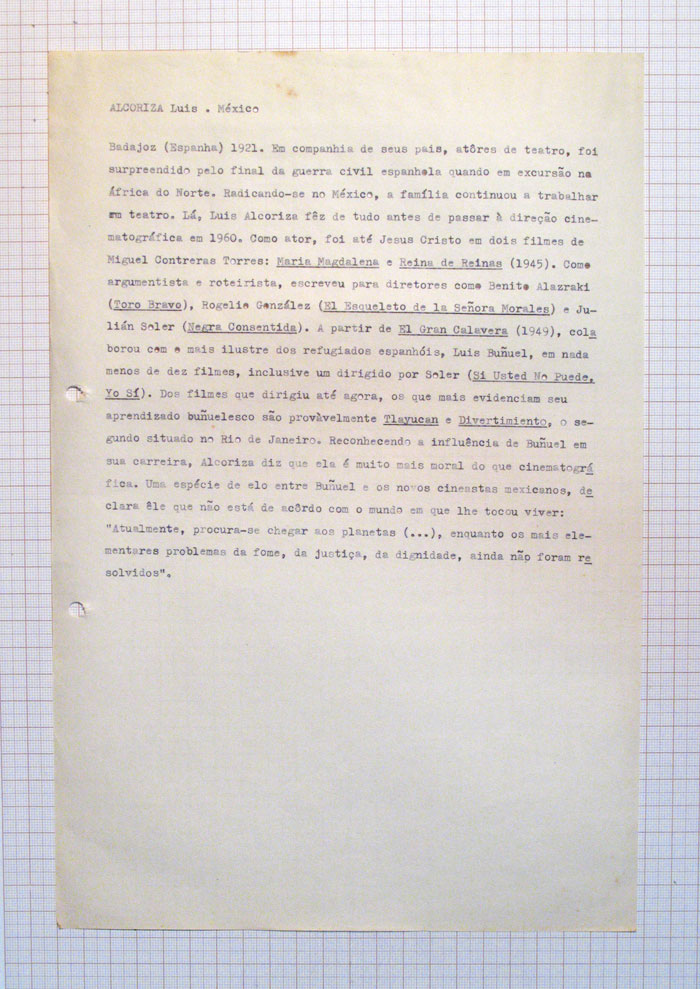 ALCORIZA Luis . México
Badajoz (Espanha) 1921. Em companhia de seus pais, atôres de teatro, foi
surpreendido pelo final da guerra civil espanhola quando em excursão na
África do Norte. Radicando-se no México, a família continuou a trabalhar
em teatro. Lá, Luis Alcoriza fêz de tudo antes de passar à direção cine-
matográfica em 1960. Como ator, foi até Jesus Cristo em dois filmes de
Miguel Contreras Torres: Maria Magdalena e Reina de Reinas (1945). Como
argumentista e roteirista, escreveu para diretores como Benito Alazraki
(Toro Bravo), Rogelio González (El Esqueleto de la Señora Morales) e Ju-
lián Soler (Negra Consentida). A partir de El Gran Calavera (1949), cola
borou com o mais ilustre dos refugiados espanhóis, Luis Buñuel, em nada
menos de dez filmes, inclusive um dirigido por Soler (Si Usted No Puede,
Yo Sí). Dos filmes que dirigiu até agora, os que mais evidenciam seu
aprendizado buñuelesco são provàvelmente Tlayucan e Divertimiento, o se-
gundo situado no Rio de Janeiro. Reconhecendo a influência de Buñuel em
sua carreira, Alcoriza diz que ela é muito mais moral do que cinematográ
fica. Uma espécie de elo entre Buñuel e os novos cineastas mexicanos, de
clara êle que não está de acôrdo com o mundo em que lhe tocou viver:
"Atualmente, procura-se chegar aos planetas (...), enquanto os mais ele-
mentares problemas da fome, da justiça, da dignidade, ainda não foram re
solvidos".